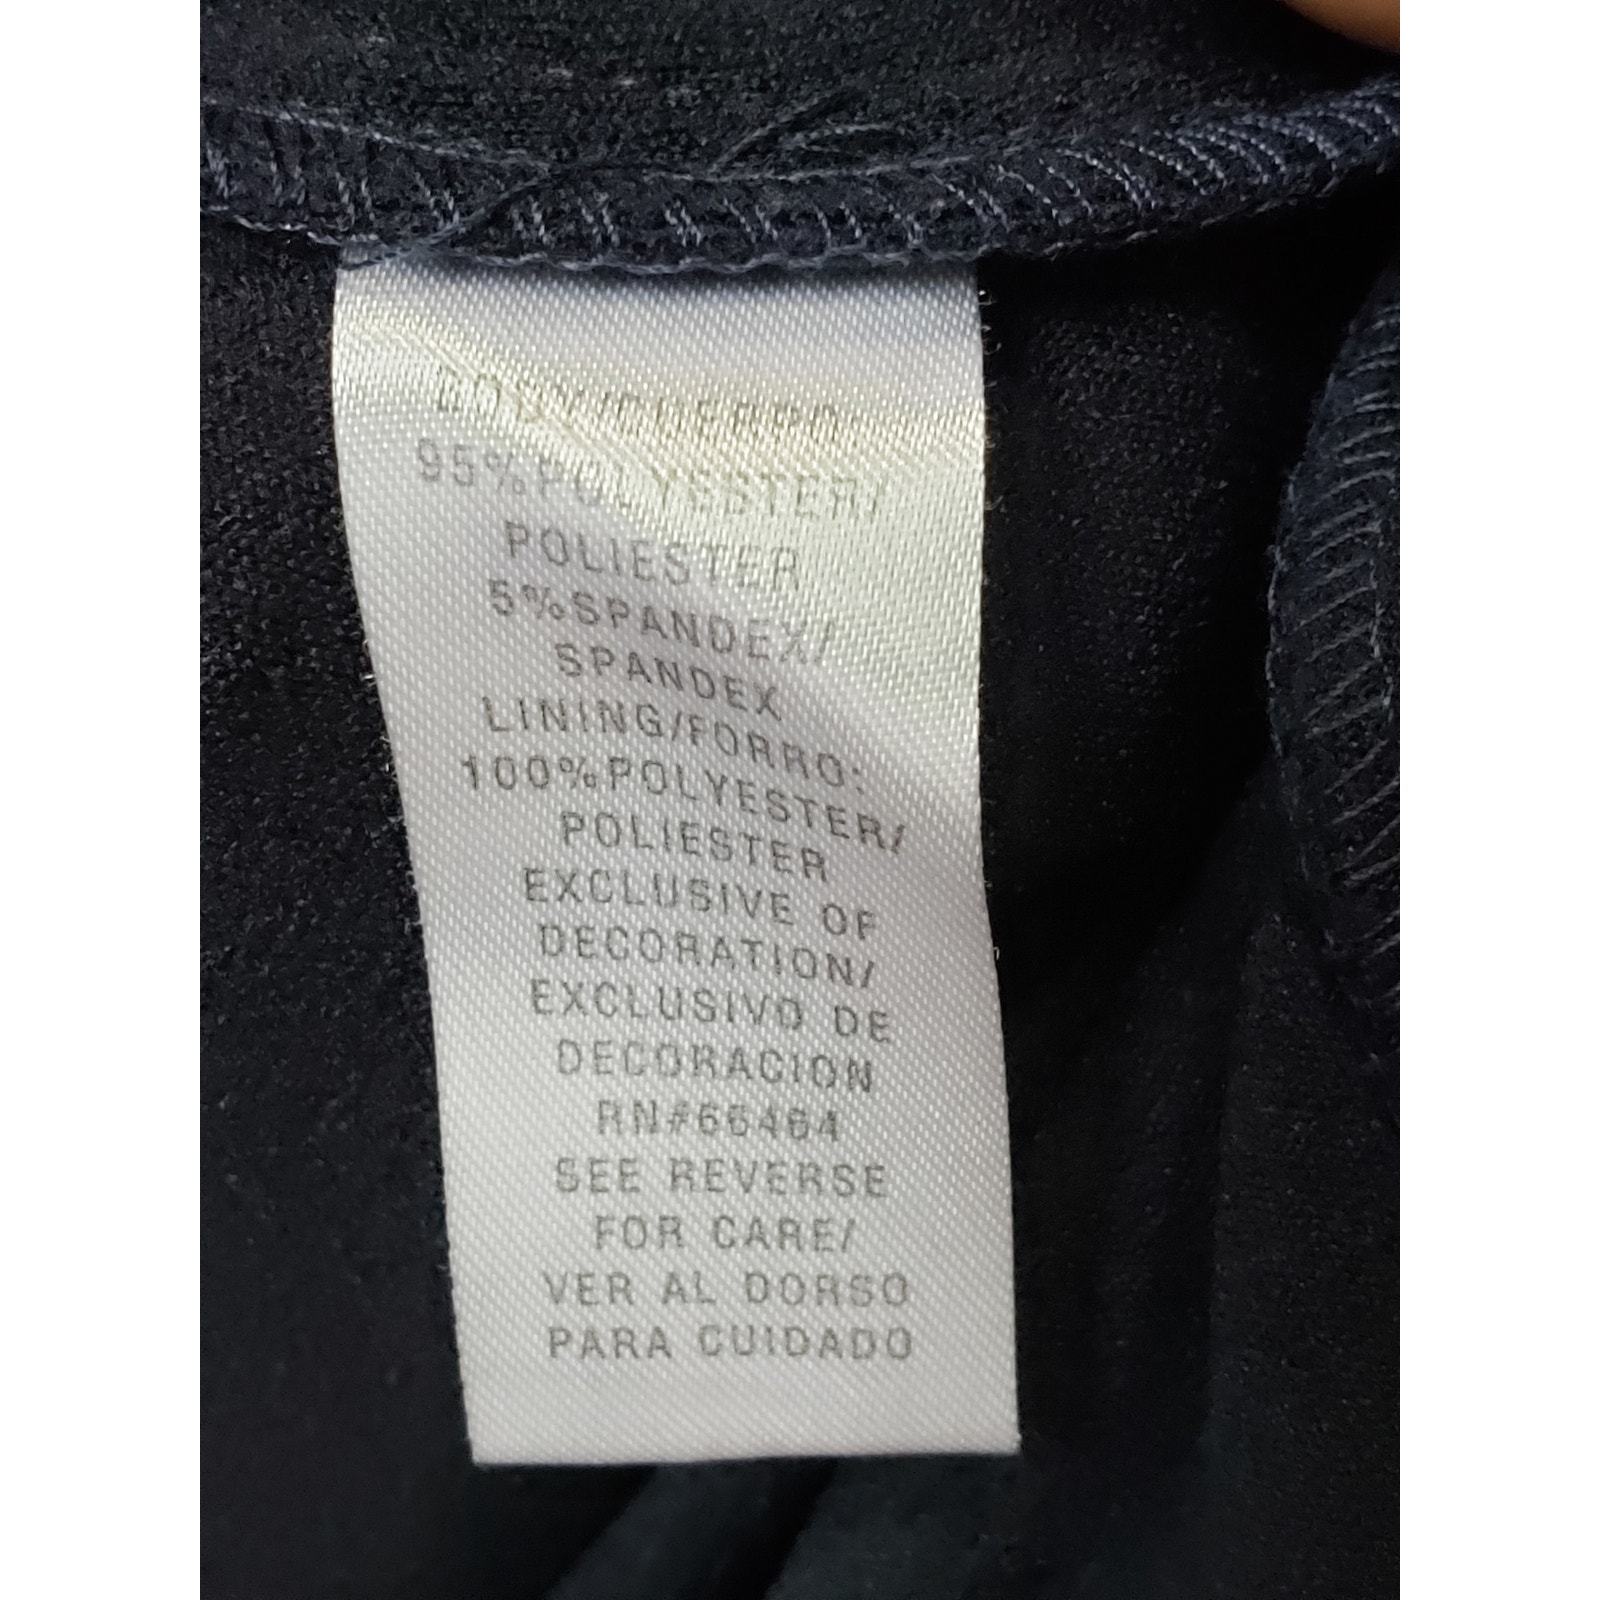 BODY/CUERPO
95%POLYESTER/
POLIESTER
5%SPANDEX/
SPANDEX
LINING/FORRO:
100%POLYESTER/
POLIESTER
EXCLUSIVE OF
DECORATION/
EXCLUSIVO DE
DECORACION
RN#66464
SEE REVERSE
FOR CARE/
VER AL DORSO
PARA CUIDADO